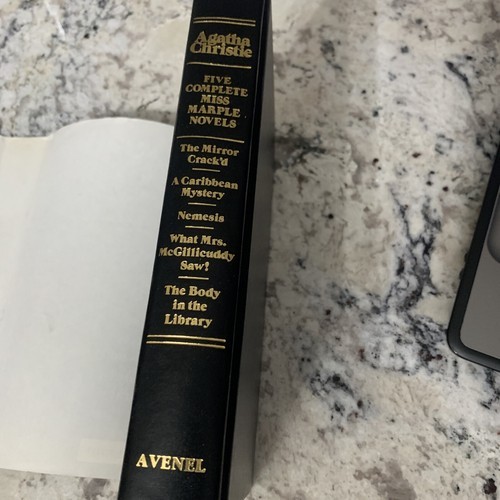 Agatha
Christie
FIVE
COMPLETE
MISS
MARPLE
NOVELS
The Mirror
Crack'd
A Caribbean
Mystery
Nemesis
What Mrs.
McGillicuddy
Saw!
The Body
in the
Library
AVENEL